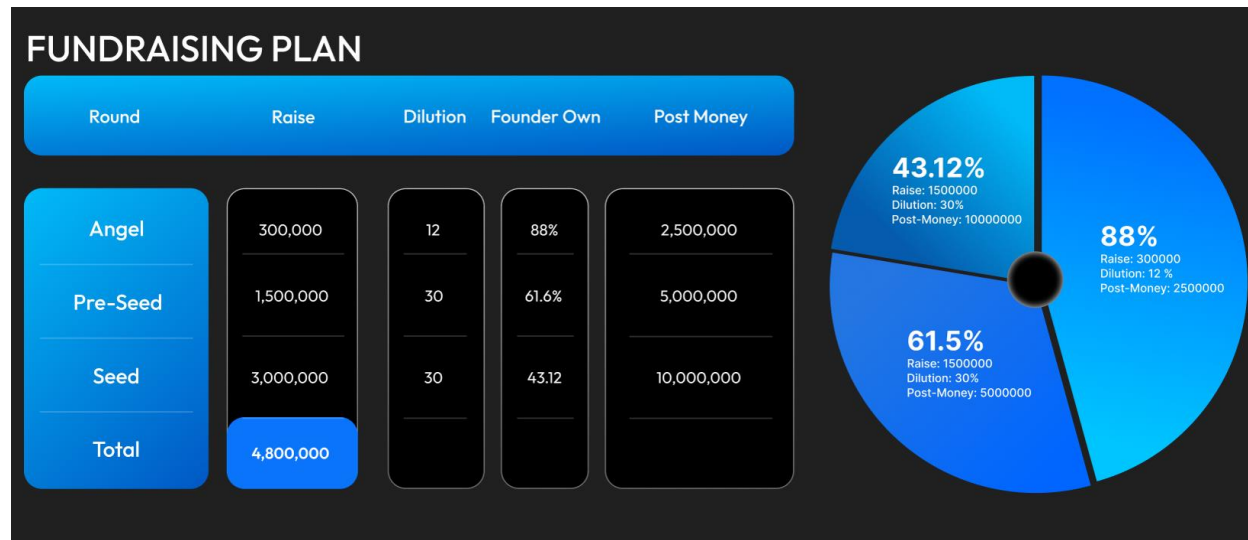 FUNDRAISING PLAN
Round Raise Dilution Founder Own Post Money
Angel 300,000 12 88% 2,500,000
Pre-Seed 1,500,000 30 61.6% 5,000,000
Seed 3,000,000 30 43.12 10,000,000
Total 4,800,000
43.12%
Raise: 1500000
Dilution: 30%
Post-Money: 10000000
88%
Raise: 300000
Dilution: 12 %
Post-Money: 2500000
61.5%
Raise: 1500000
Dilution: 30%
Post-Money: 5000000